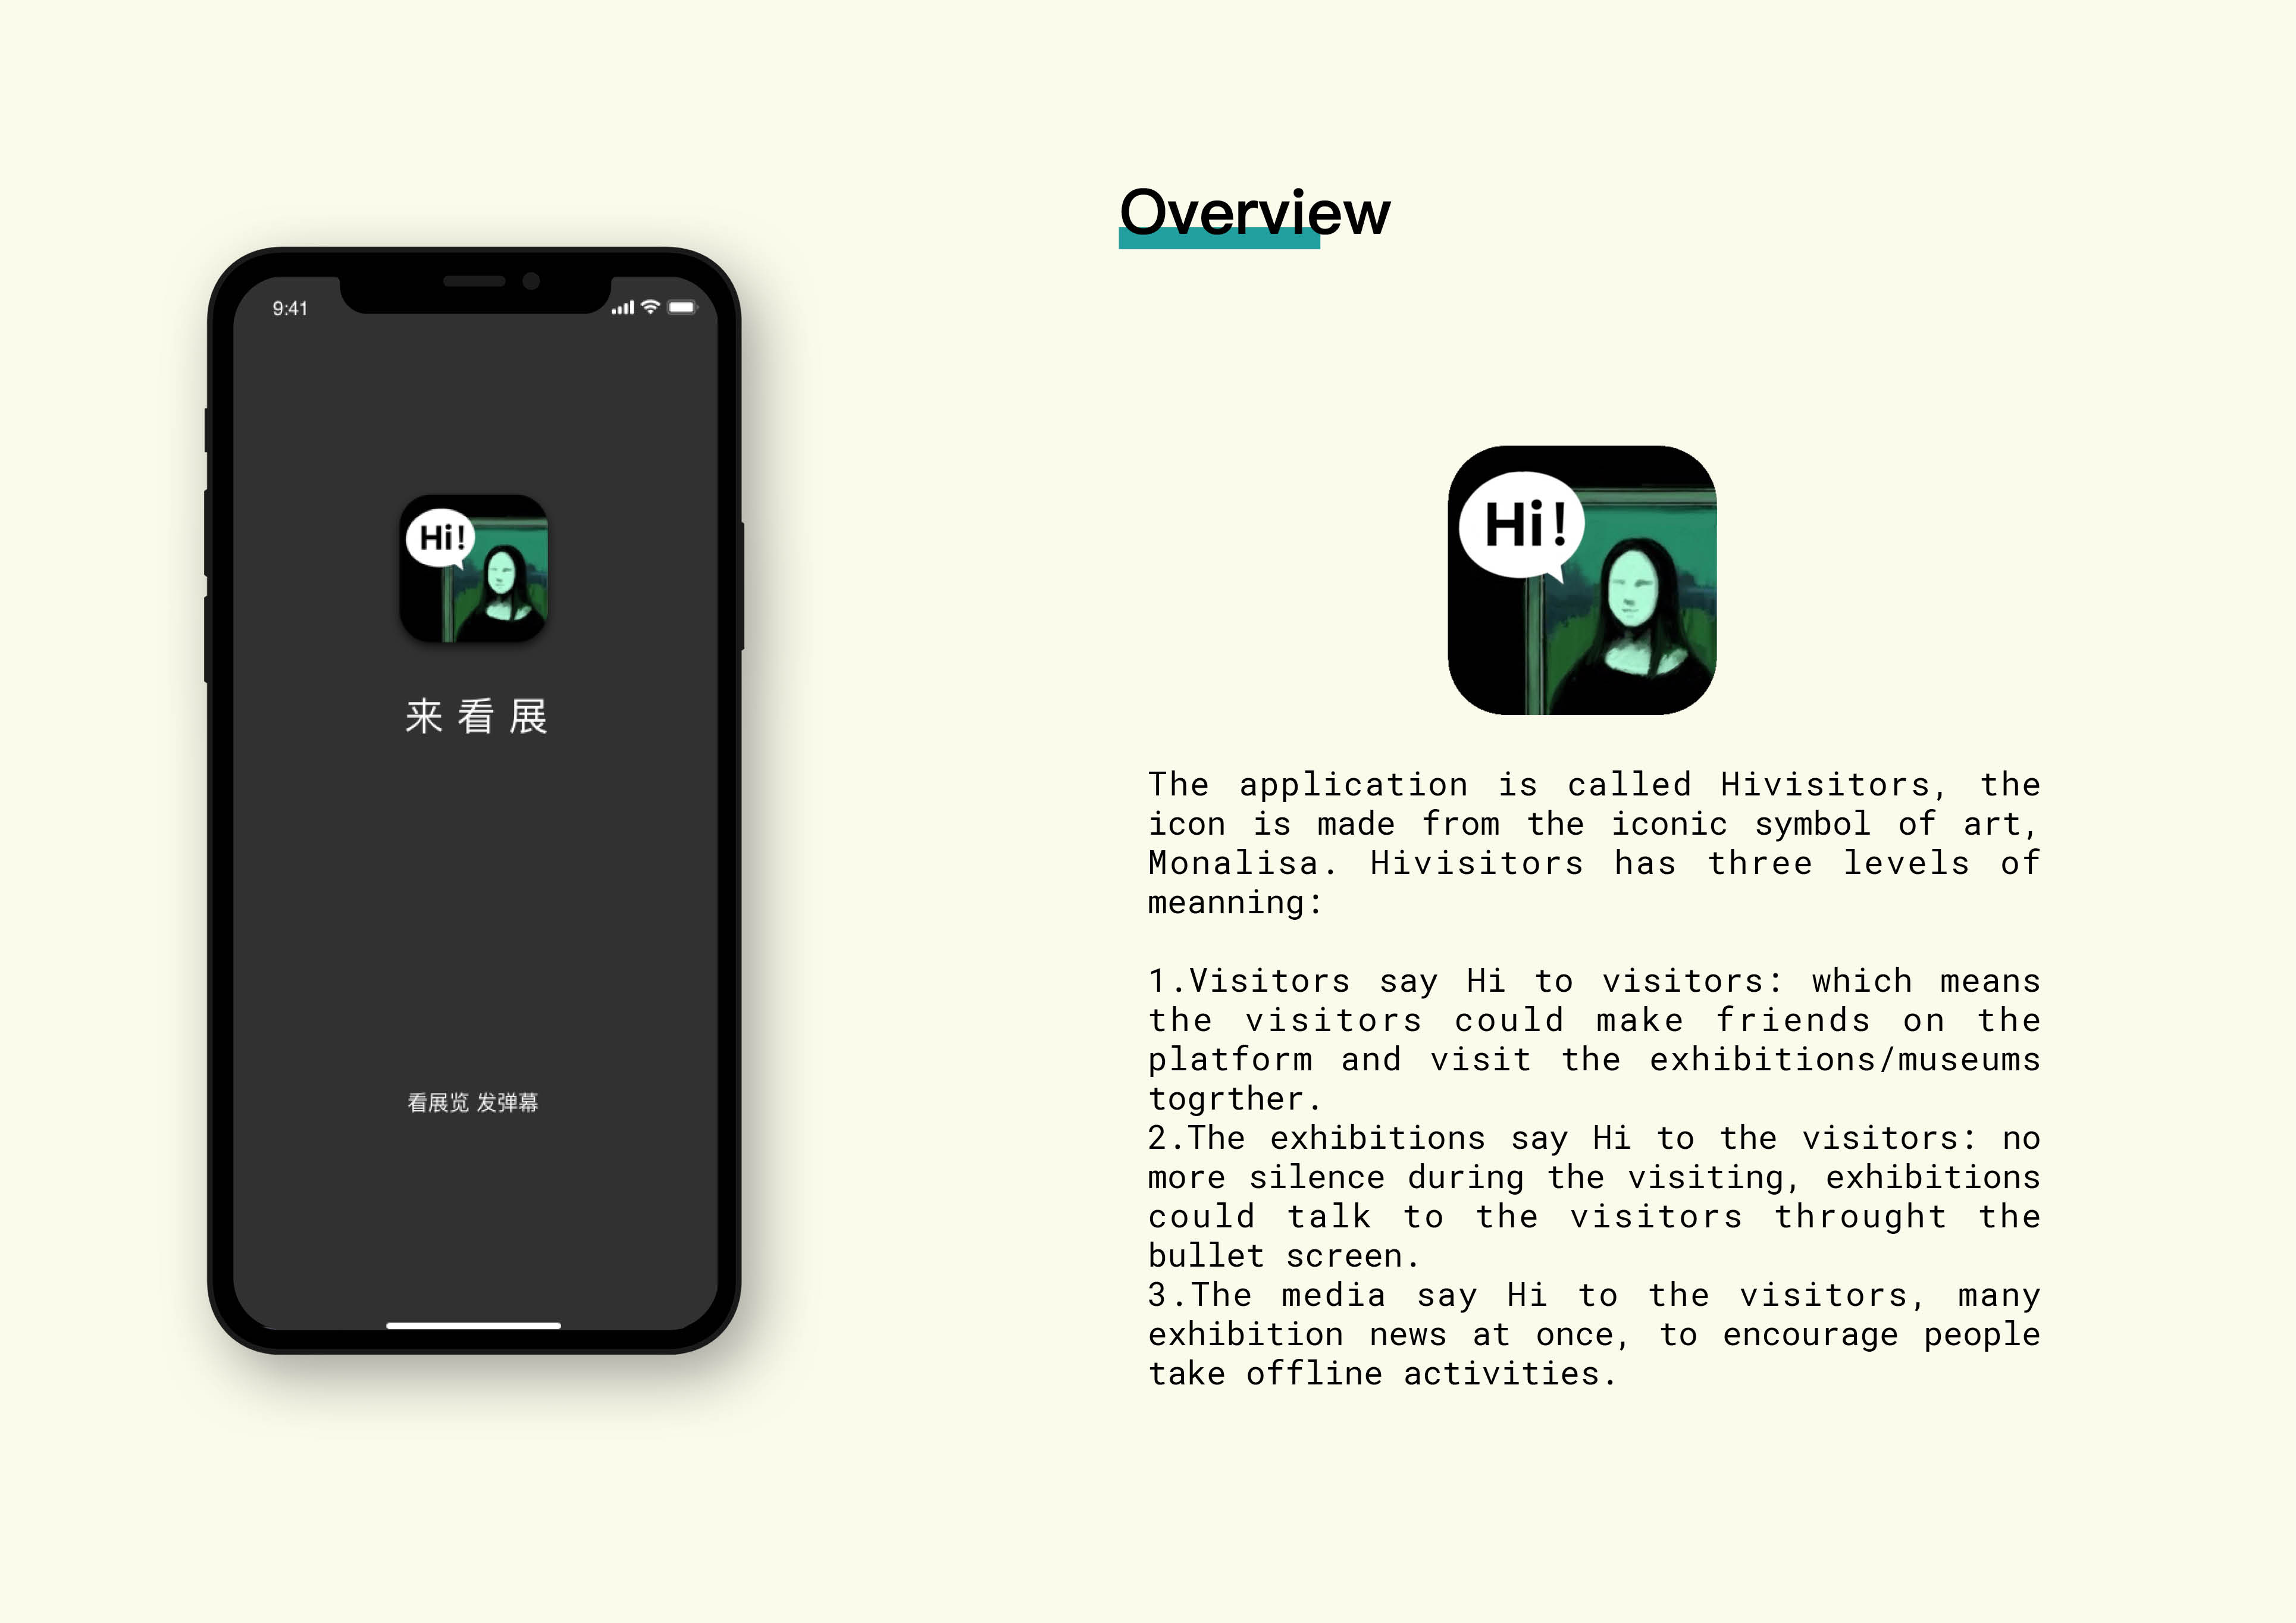 9:41
Hi!
来看展
看展览 发弹幕
Overview
Hi!
The application is called Hivisitors, the
icon is made from the iconic symbol of art,
Monalisa. Hivisitors has three levels of
meanning:
1.Visitors say Hi to visitors: which means
the visitors could make friends on the
platform and visit the exhibitions/museums
togrther.
2.The exhibitions say Hi to the visitors: no
more silence during the visiting, exhibitions
could talk to the visitors throught the
bullet screen.
3.The media say Hi to the visitors, many
exhibition news at once, to encourage people
take offline activities.